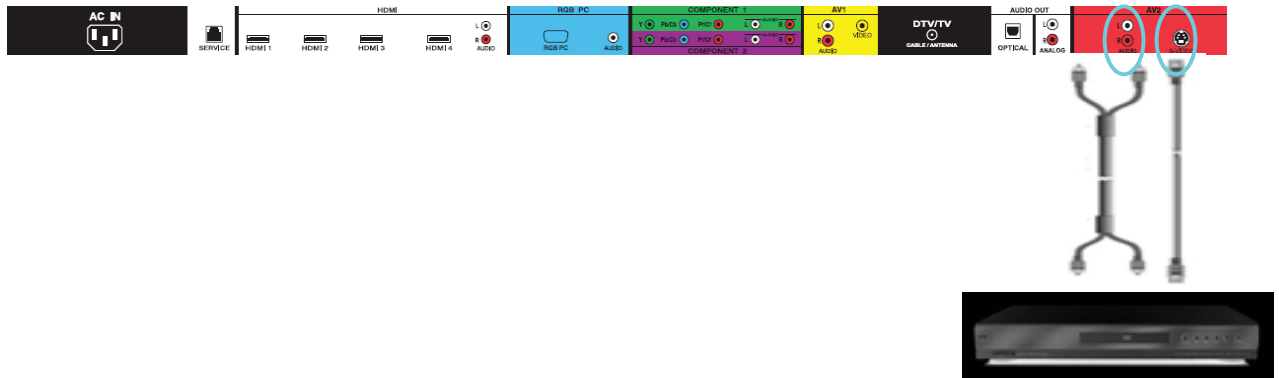 AC IN
SERVICE
HDMI
HDMI 1
HDMI 2
HDMI 3
HDMI 4
L
R
AUDIO
RGB PC
RGB PC
AUDIO
COMPONENT 1
Y Pb/Cb Pr/Cr L AUDIO R
Y Pb/Cb Pr/Cr L AUDIO R
COMPONENT 2
AV1
L
R
AUDIO
VIDEO
DTV/TV
CABLE / ANTENNA
AUDIO OUT
OPTICAL
L
R
ANALOG
AV2
L
R
AUDIO
S-VIDEO